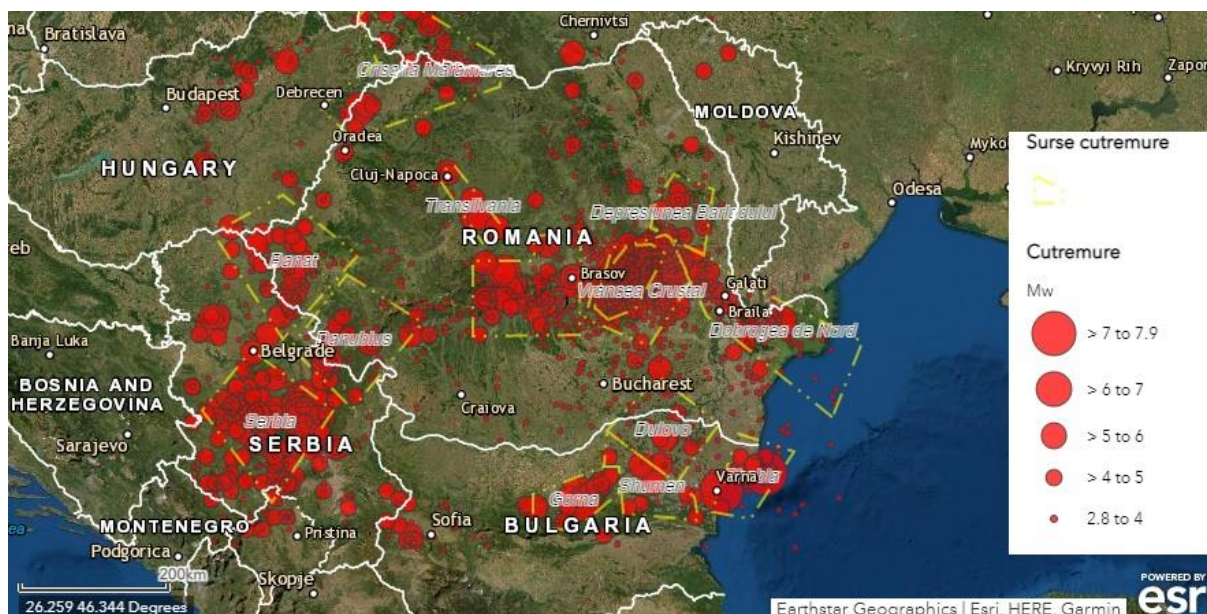 Bratislava
Chernivtsi
Kryvyi Rih
Zapor
Crisana Maramures
Budapest
Debrecen
MOLDOVA
Oradea
Kishinev
Myko
HUNGARY
Cluj-Napoca
Odesa
Transilvania
Depresiunea Barladului
ROMANIA
Banat
Brasov
Vrancea Crustal
Galati
Braila
Danubius
Dobrogea de Nord
Banja Luka
Belgrade
Bucharest
BOSNIA AND
HERZEGOVINA
Craiova
Serbia
SERBIA
Sarajevo
Dulovo
Shabla
Varna
Gorna
Shumen
MONTENEGRO
BULGARIA
Pristina
Sofia
Podgorica
Skopje
200km
26.259 46.344 Degrees
Surse cutremure
Cutremure
Mw
> 7 to 7.9
> 6 to 7
> 5 to 6
> 4 to 5
2.8 to 4
Earthstar Geographics | Esri, HERE, Garmin
POWERED BY
esri